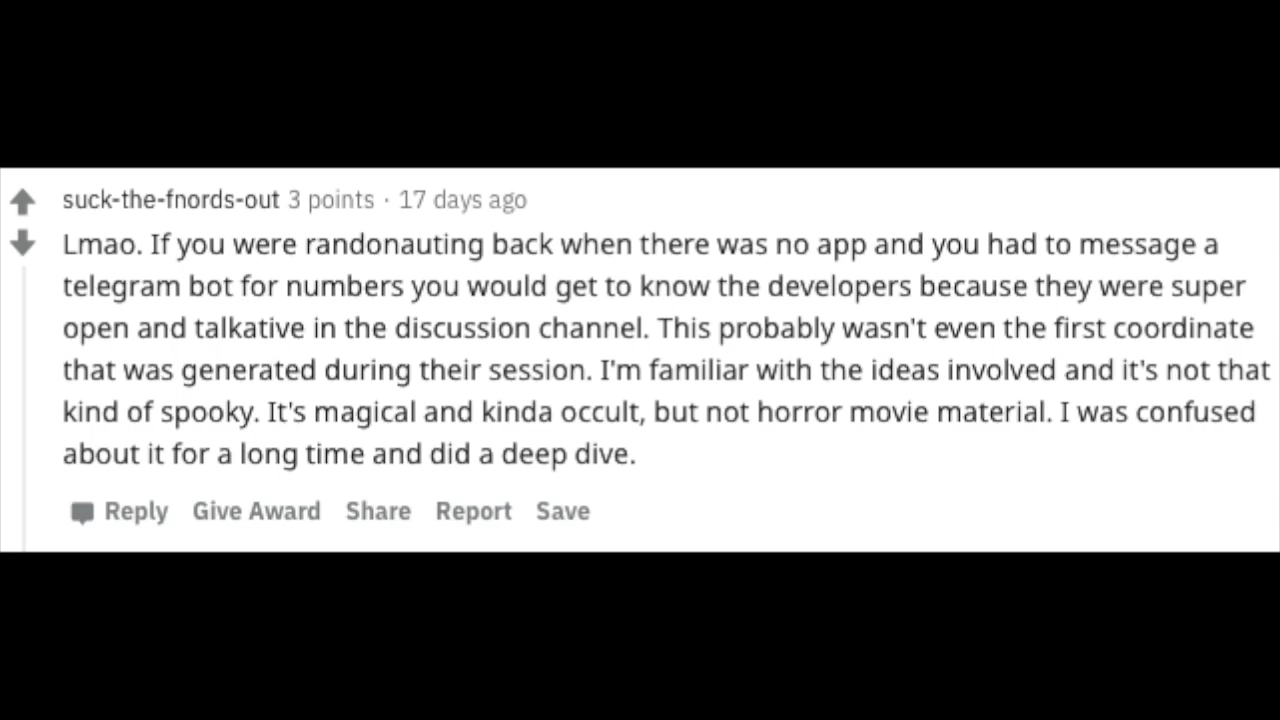 suck-the-fnords-out 3 points · 17 days ago
Lmao. If you were randonauting back when there was no app and you had to message a
telegram bot for numbers you would get to know the developers because they were super
open and talkative in the discussion channel. This probably wasn't even the first coordinate
that was generated during their session. I'm familiar with the ideas involved and it's not that
kind of spooky. It's magical and kinda occult, but not horror movie material. I was confused
about it for a long time and did a deep dive.
Reply Give Award Share Report Save